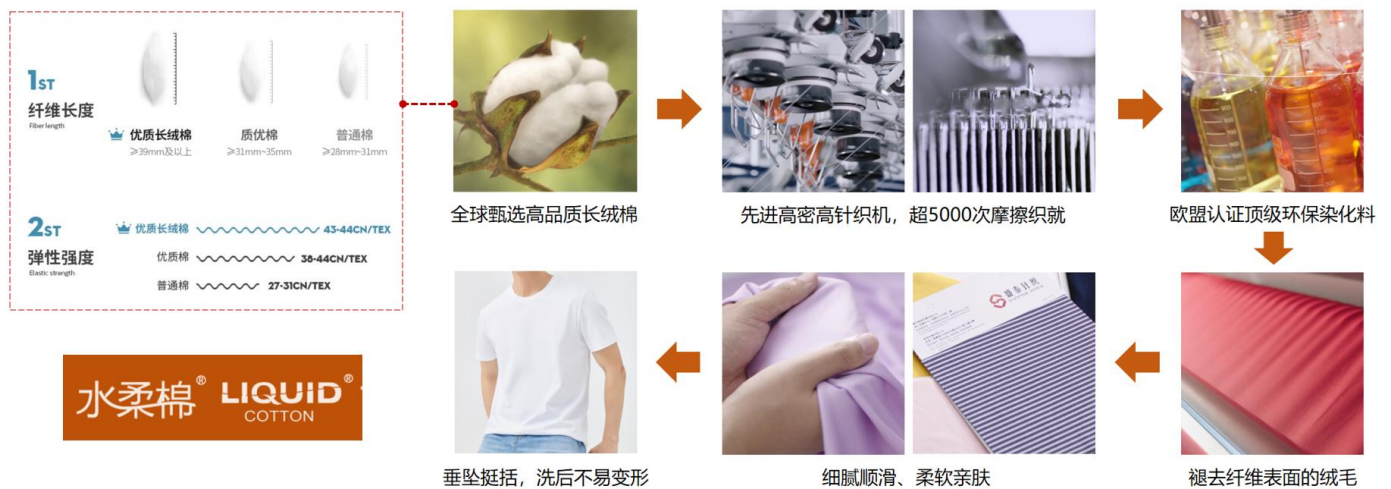 1ST
纤维长度
Fiber length
优质长绒棉
≥39mm及以上
质优棉
≥31mm~35mm
普通棉
≥28mm~31mm
2ST
弹性强度
Elastic strength
优质长绒棉 43-44CN/TEX
优质棉 38-44CN/TEX
普通棉 27-31CN/TEX
全球甄选高品质长绒棉
先进高密高针织机，超5000次摩擦织就
欧盟认证顶级环保染化料
水柔棉® LIQUID®
COTTON
垂坠挺括，洗后不易变形
细腻顺滑、柔软亲肤
褪去纤维表面的绒毛